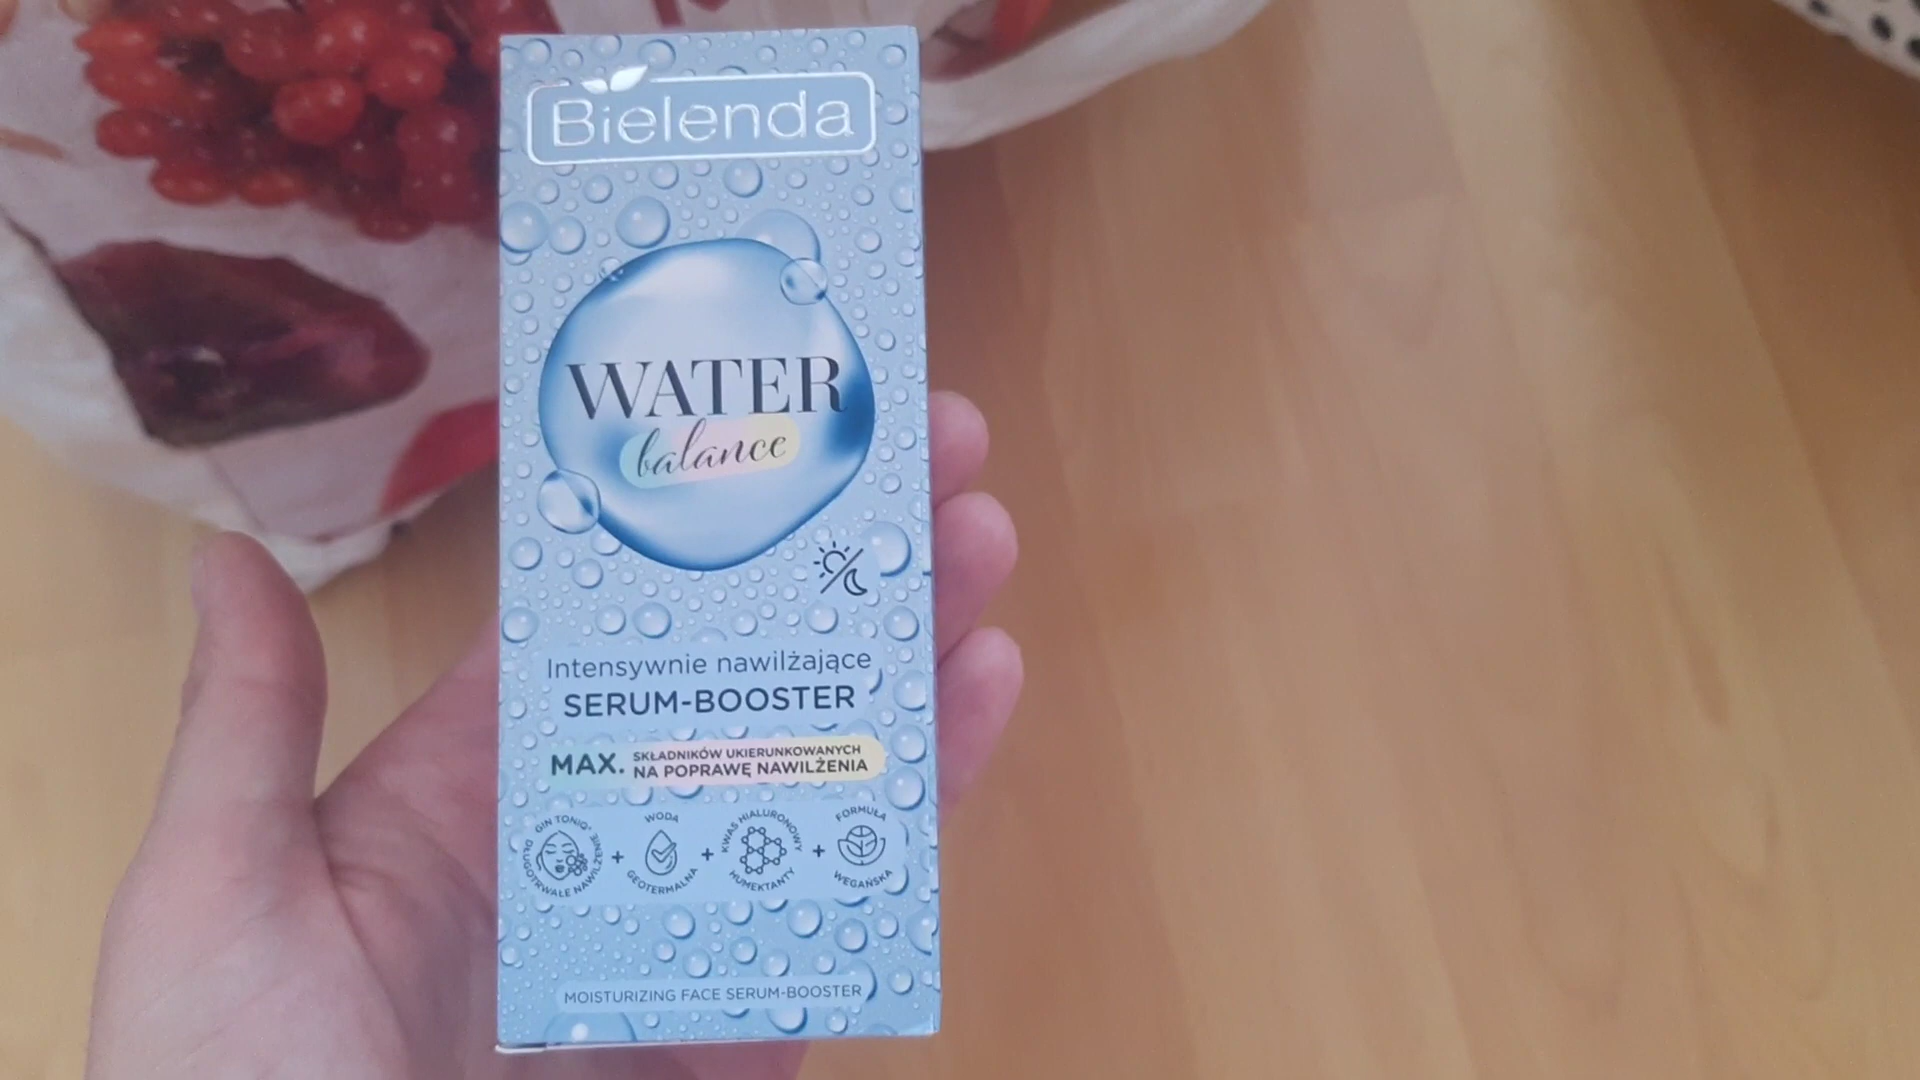 Bielenda
WATER
balance
Intensywnie nawilżające
SERUM-BOOSTER
MAX. SKŁADNIKÓW UKIERUNKOWANYCH
NA POPRAWĘ NAWILŻENIA
GIN TONIQ* DŁUGOTRWAŁE NAWILŻENIE
+
WODA GEOTERMALNA
+
KWAS HIALURONOWY HUMEKTANTY
+
FORMUŁA WEGAŃSKA
MOISTURIZING FACE SERUM-BOOSTER